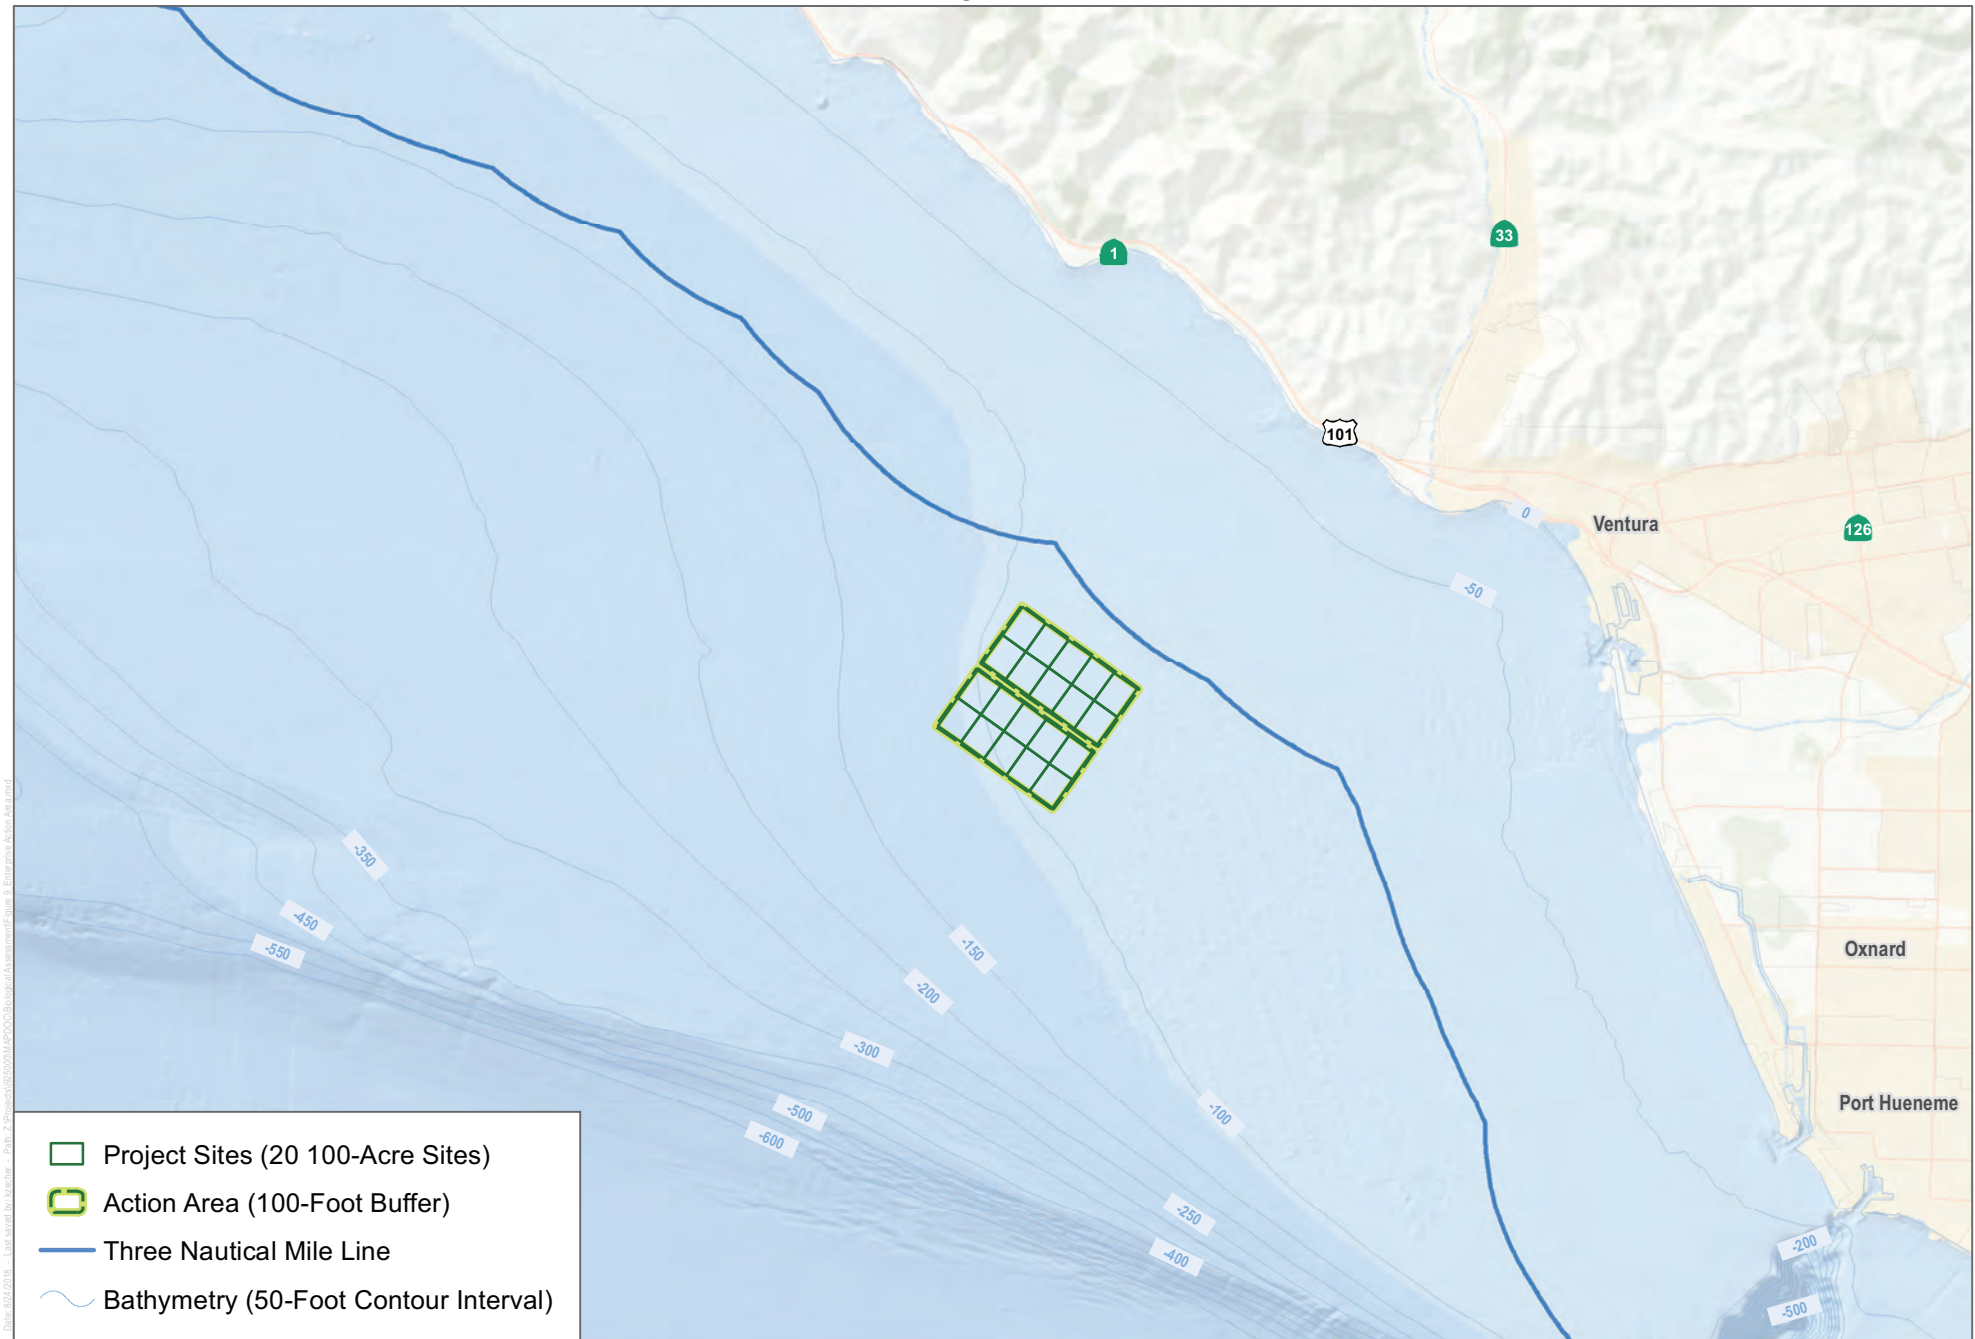 1
33
101
0
Ventura
126
-50
-350
-450
-550
-150
-200
Oxnard
-300
-500
-600
-100
Port Hueneme
-250
-400
-200
-500
Project Sites (20 100-Acre Sites)
Action Area (100-Foot Buffer)
Three Nautical Mile Line
Bathymetry (50-Foot Contour Interval)